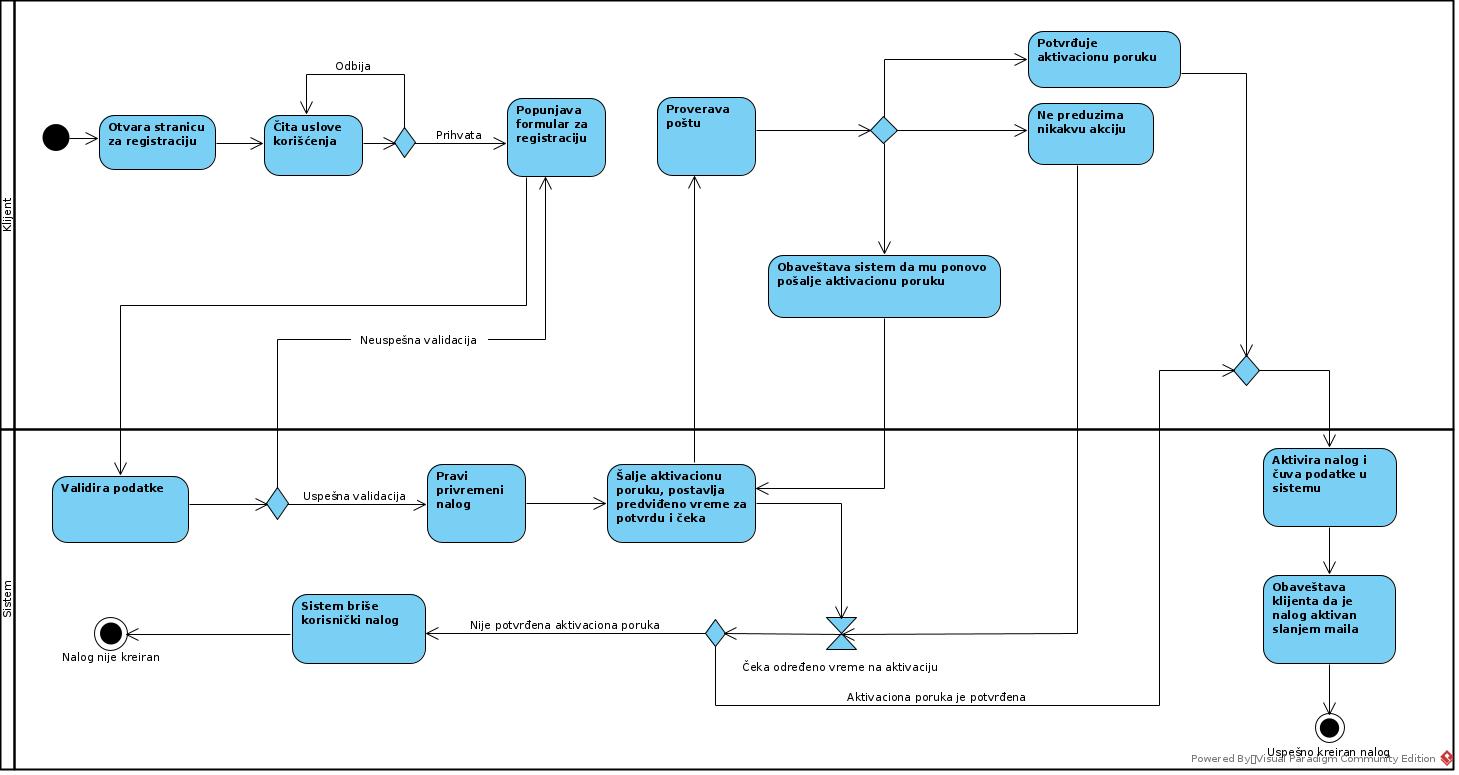 Klijent
Otvara stranicu
za registraciju
Odbija
Čita uslove
korišćenja
Prihvata
Popunjava
formular za
registraciju
Proverava
poštu
Potvrđuje
aktivacionu poruku
Ne preduzima
nikakvu akciju
Obaveštava sistem da mu ponovo
pošalje aktivacionu poruku
Neuspešna validacija
Sistem
Validira podatke
Uspešna validacija
Pravi
privremeni
nalog
Šalje aktivacionu
poruku, postavlja
predviđeno vreme za
potvrdu i čeka
Aktivira nalog i
čuva podatke u
sistemu
Obaveštava
klijenta da je
nalog aktivan
slanjem maila
Sistem briše
korisnički nalog
Nije potvrđena aktivaciona poruka
Nalog nije kreiran
Čeka određeno vreme na aktivaciju
Aktivaciona poruka je potvrđena
Uspešno kreiran nalog
Powered By Visual Paradigm Community Edition